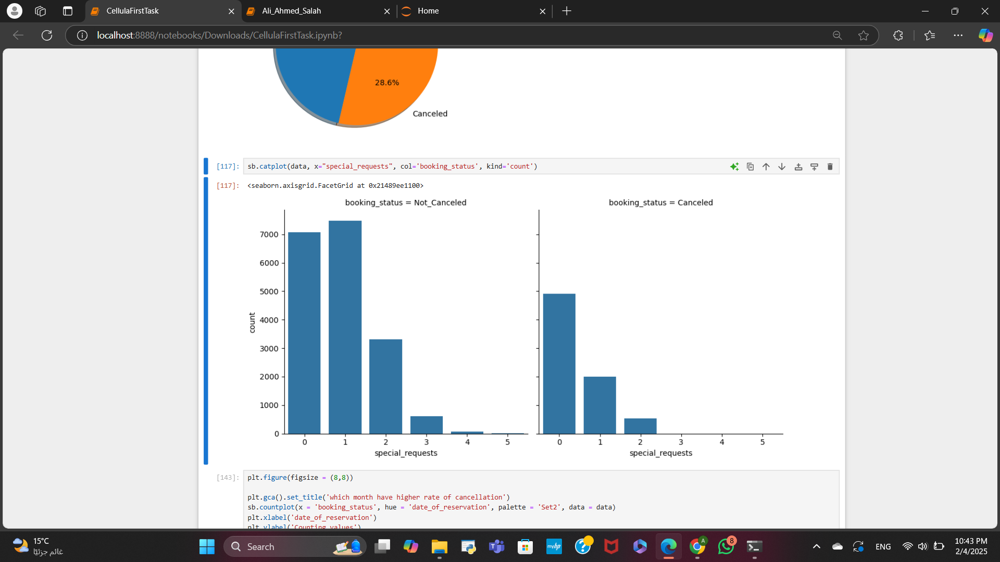 CellulaFirstTask
Ali_Ahmed_Salah
Home
localhost:8888/notebooks/Downloads/CellulaFirstTask.ipynb?
28.6%
Canceled
[117]: sb.catplot(data, x="special_requests", col='booking_status', kind='count')
[117]: <seaborn.axisgrid.FacetGrid at 0x21489ee1100>
booking_status = Not_Canceled
booking_status = Canceled
7000
6000
5000
4000
3000
2000
1000
0
count
0 1 2 3 4 5
special_requests
0 1 2 3 4 5
special_requests
[143]: plt.figure(figsize = (8,8))
plt.gca().set_title('which month have higher rate of cancellation')
sb.countplot(x = 'booking_status', hue = 'date_of_reservation', palette = 'Set2', data = data)
plt.xlabel('date_of_reservation')
plt.ylabel('Counting values')
15°C
غائم جزئيًا
Search
myhp
A
8
ENG
10:43 PM
2/4/2025